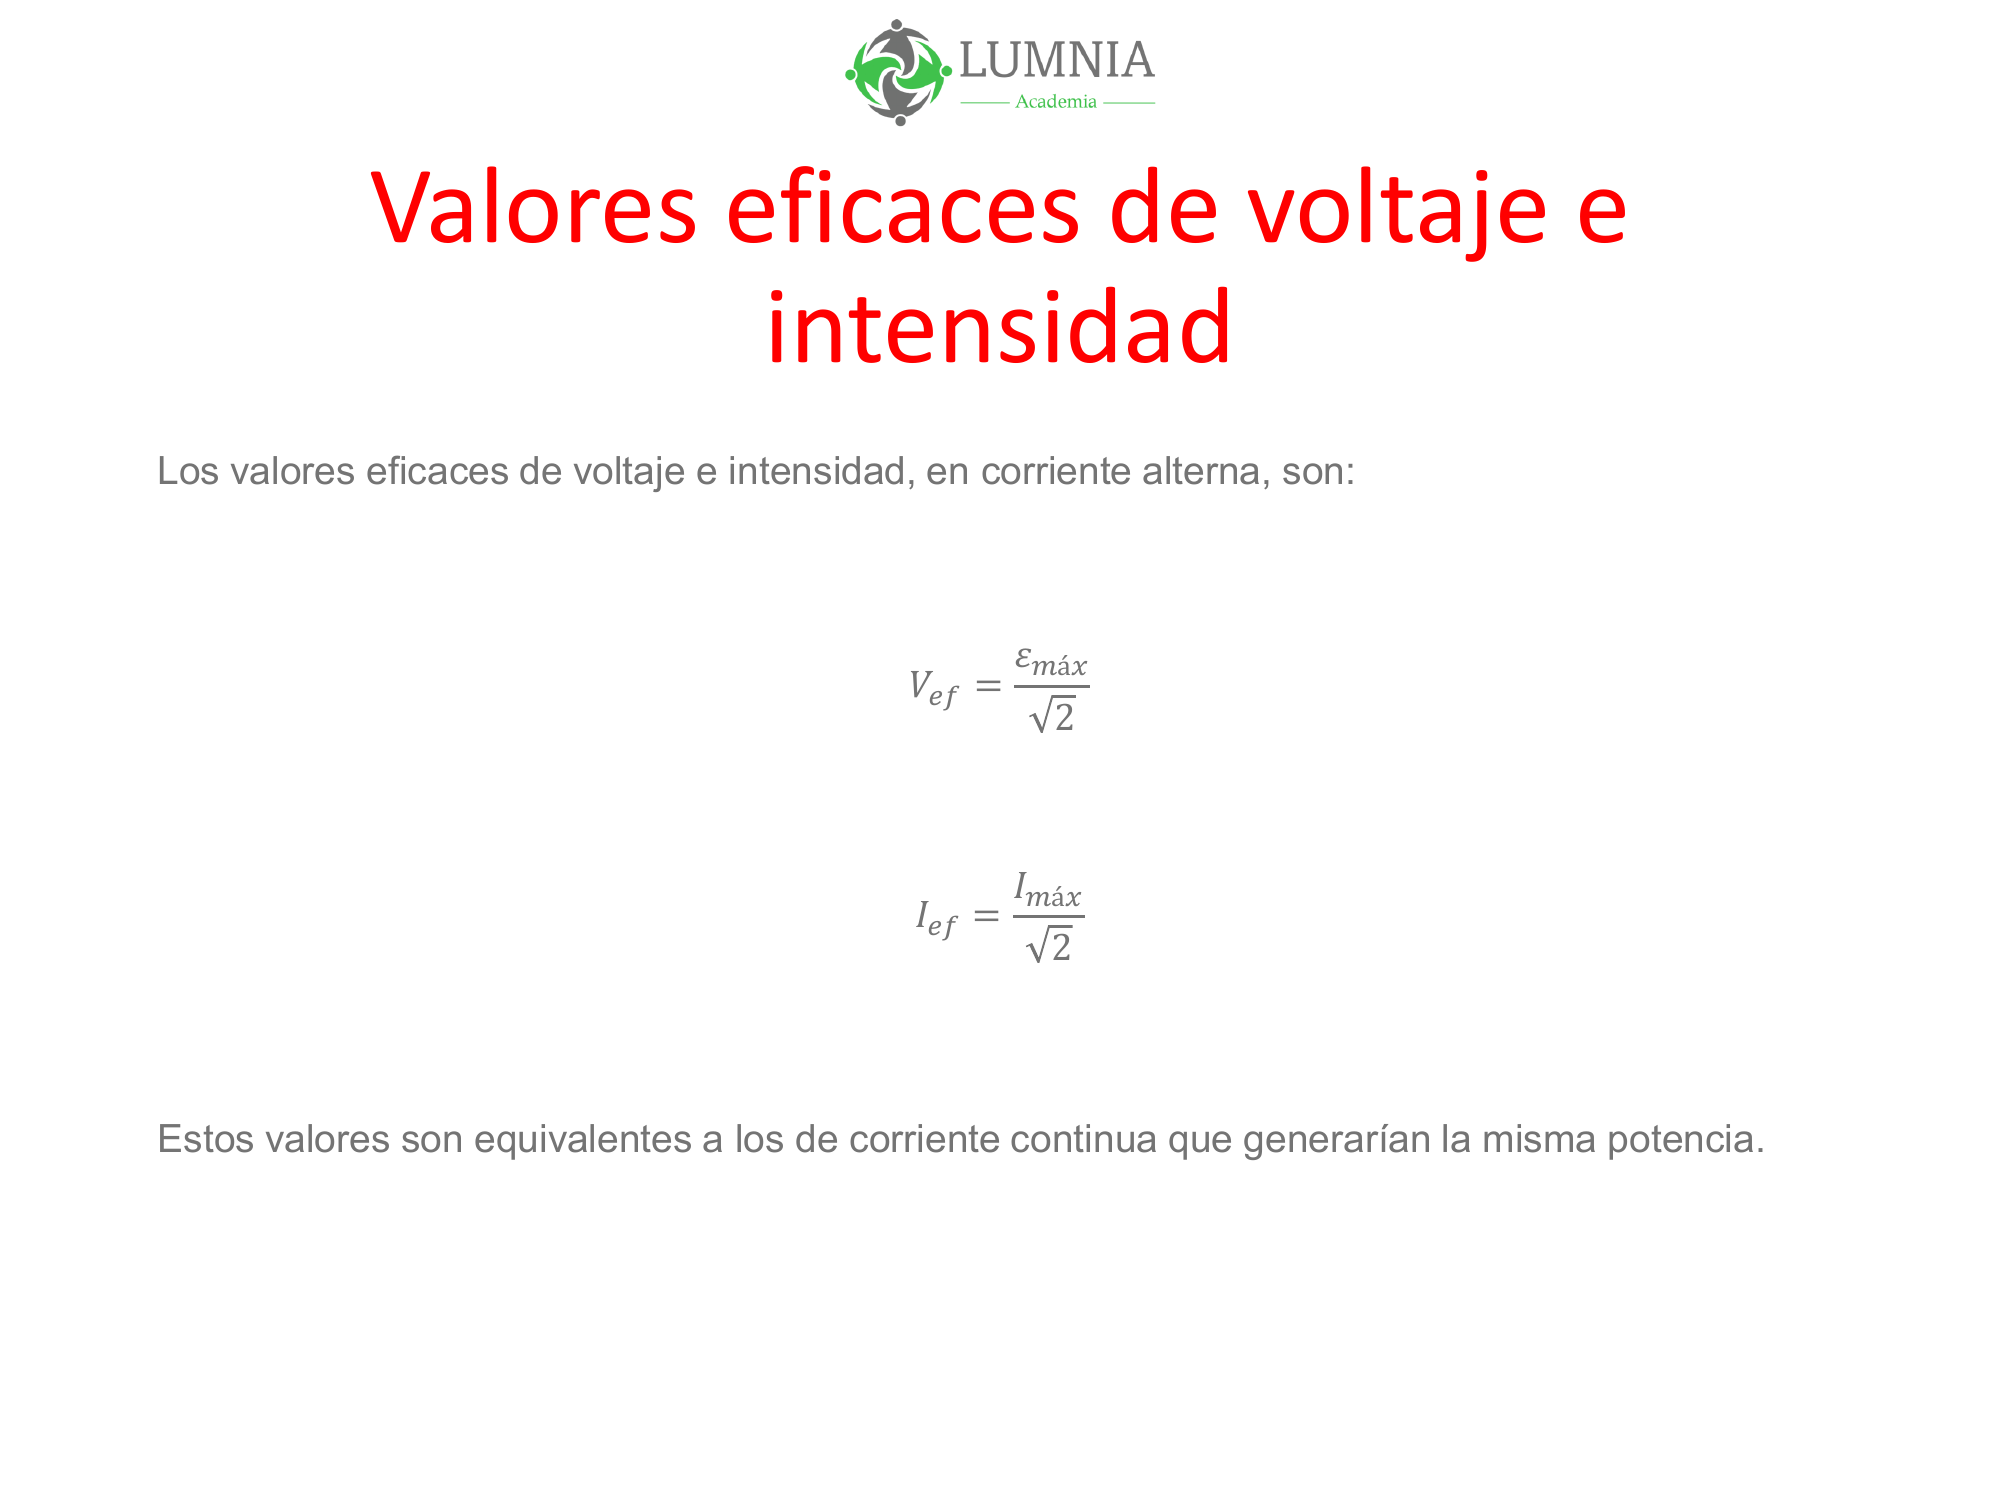 LUMNIA
Academia
Valores eficaces de voltaje e
intensidad
Los valores eficaces de voltaje e intensidad, en corriente alterna, son:
V_{ef} = \frac{ε_{máx}}{\sqrt{2}}
I_{ef} = \frac{I_{máx}}{\sqrt{2}}
Estos valores son equivalentes a los de corriente continua que generarían la misma potencia.